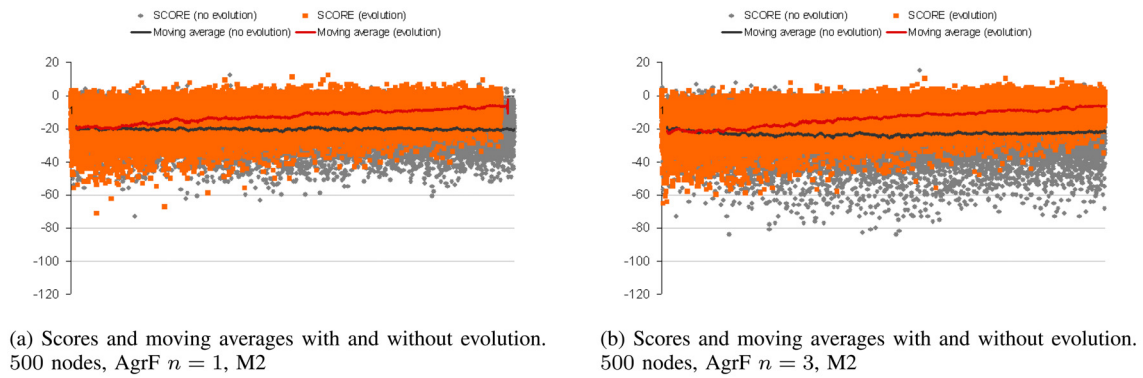 SCORE (no evolution) SCORE (evolution)
Moving average (no evolution) Moving average (evolution)
20
0
1
-20
-40
-60
-80
-100
-120
(a) Scores and moving averages with and without evolution.
500 nodes, AgrF n = 1, M2
SCORE (no evolution) SCORE (evolution)
Moving average (no evolution) Moving average (evolution)
20
0
1
-20
-40
-60
-80
-100
-120
(b) Scores and moving averages with and without evolution.
500 nodes, AgrF n = 3, M2